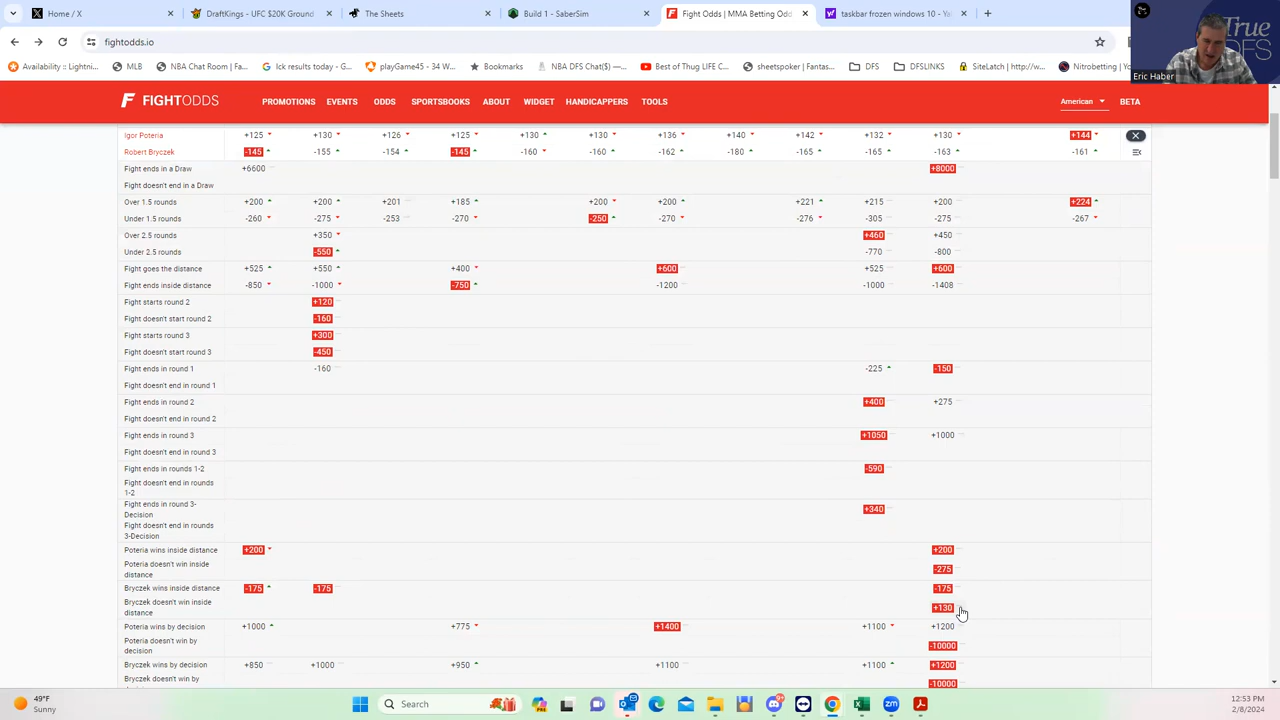 Home / X
DraftKings - UFC $20K Ground
The Sheets
Build 1 - SaberSim
Fight Odds | MMA Betting Odd
taskbar frozen windows 10 - Ya
fightodds.io
Availability :: Lightni...
MLB
NBA Chat Room / Fa...
Ick results today - G...
playGame45 - 34 W...
Bookmarks
NBA DFS Chat($) —...
Best of Thug LIFE C...
sheetspoker | Fantas...
DFS
DFSLINKS
SiteLatch | http://w...
Nitrobetting | Your...
True
DFS
Eric Haber
FIGHTODDS
PROMOTIONS EVENTS ODDS SPORTSBOOKS ABOUT WIDGET HANDICAPPERS TOOLS
American
BETA
Igor Poteria +125 +130 +126 +125 +130 +130 +136 +140 +142 +132 +130 +144
Robert Bryczek -145 -155 -154 -145 -160 -160 -162 -180 -165 -165 -163 -161
Fight ends in a Draw +6600 +8000
Fight doesn't end in a Draw
Over 1.5 rounds +200 +200 +201 +185 +200 +200 +221 +215 +200 +224
Under 1.5 rounds -260 -275 -253 -270 -250 -270 -276 -305 -275 -267
Over 2.5 rounds +350 +460 +450
Under 2.5 rounds -550 -770 -800
Fight goes the distance +525 +550 +400 +600 +525 +600
Fight ends inside distance -850 -1000 -750 -1200 -1000 -1408
Fight starts round 2 +120
Fight doesn't start round 2 -160
Fight starts round 3 +300
Fight doesn't start round 3 -450
Fight ends in round 1 -160 -225 -150
Fight doesn't end in round 1
Fight ends in round 2 +400 +275
Fight doesn't end in round 2
Fight ends in round 3 +1050 +1000
Fight doesn't end in round 3
Fight ends in rounds 1-2 -590
Fight doesn't end in rounds
1-2
Fight ends in round 3-
Decision +340
Fight doesn't end in rounds
3-Decision
Poteria wins inside distance +200 +200
Poteria doesn't win inside
distance -275
Bryczek wins inside distance -175 -175 -175
Bryczek doesn't win inside
distance +130
Poteria wins by decision +1000 +775 +1400 +1100 +1200
Poteria doesn't win by
decision -10000
Bryczek wins by decision +850 +1000 +950 +1100 +1100 +1200
Bryczek doesn't win by -10000
49°F
Sunny
Search
12:53 PM
2/8/2024